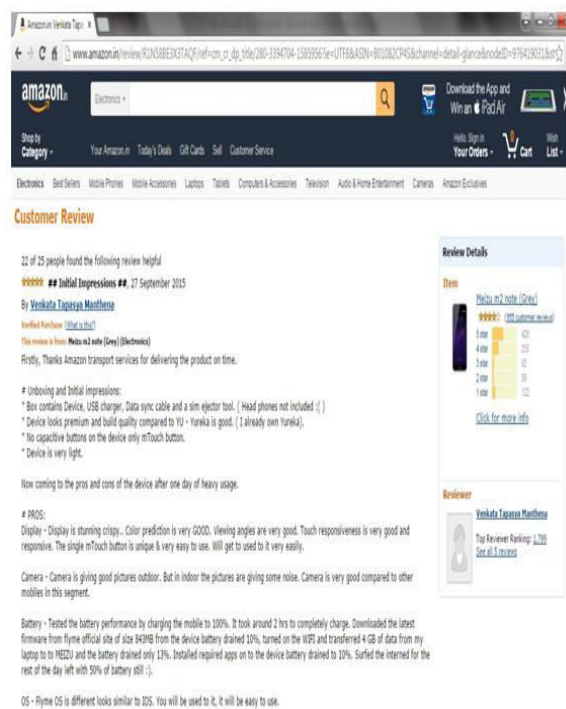 Amazon.in: Venkata Tapa
www.amazon.in/review/R1N58BE3X3TAQF/ref=cm_cr_dp_title/280-3394704-1585956?ie=UTF8&ASIN=B01082CP4S&channel=detail-glance&nodeID=976419031&st
amazon.in
Electronics
Download the App and
Win an iPad Air
Shop by
Category
Your Amazon.in Today's Deals Gift Cards Sell Customer Service
Hello. Sign in
Your Orders
0
Cart
Wish
List
Electronics Best Sellers Mobile Phones Mobile Accessories Laptops Tablets Computers & Accessories Television Audio & Home Entertainment Cameras Amazon Exclusives
Customer Review
22 of 25 people found the following review helpful
## Initial Impressions ##, 27 September 2015
By Venkata Tapasya Manthena
Verified Purchase (What is this?)
This review is from: Meizu m2 note (Grey) (Electronics)
Firstly, Thanks Amazon transport services for delivering the product on time.
# Unboxing and Initial impressions:
* Box contains Device, USB charger, Data sync cable and a sim ejector tool. ( Head phones not included :( )
* Device looks premium and build quality compared to YU - Yureka is good. ( I already own Yureka).
* No capacitive buttons on the device only mTouch button.
* Device is very light.
Now coming to the pros and cons of the device after one day of heavy usage.
# PROS:
Display - Display is stunning crispy.. Color prediction is very GOOD. Viewing angles are very good. Touch responsiveness is very good and
responsive. The single mTouch button is unique & very easy to use. Will get to used to it very easily.
Camera - Camera is giving good pictures outdoor. But in indoor the pictures are giving some noise. Camera is very good compared to other
mobiles in this segment.
Battery - Tested the battery performance by charging the mobile to 100%. It took around 2 hrs to completely charge. Downloaded the latest
firmware from flyme official site of size 843MB from the device battery drained 10%, turned on the WIFI and transferred 4 GB of data from my
laptop to to MEIZU and the battery drained only 13%. Installed required apps on to the device battery drained to 10%. Surfed the interned for the
rest of the day left with 50% of battery still :).
OS - Flyme OS is different looks similar to IOS. You will be used to it, it will be easy to use.
Review Details
Item
Meizu m2 note (Grey)
customer reviews)
5 star
4 star
3 star
2 star
1 star
Click for more info
Reviewer
Venkata Tapasya Manthena
Top Reviewer Ranking: 1,799
See all 5 reviews